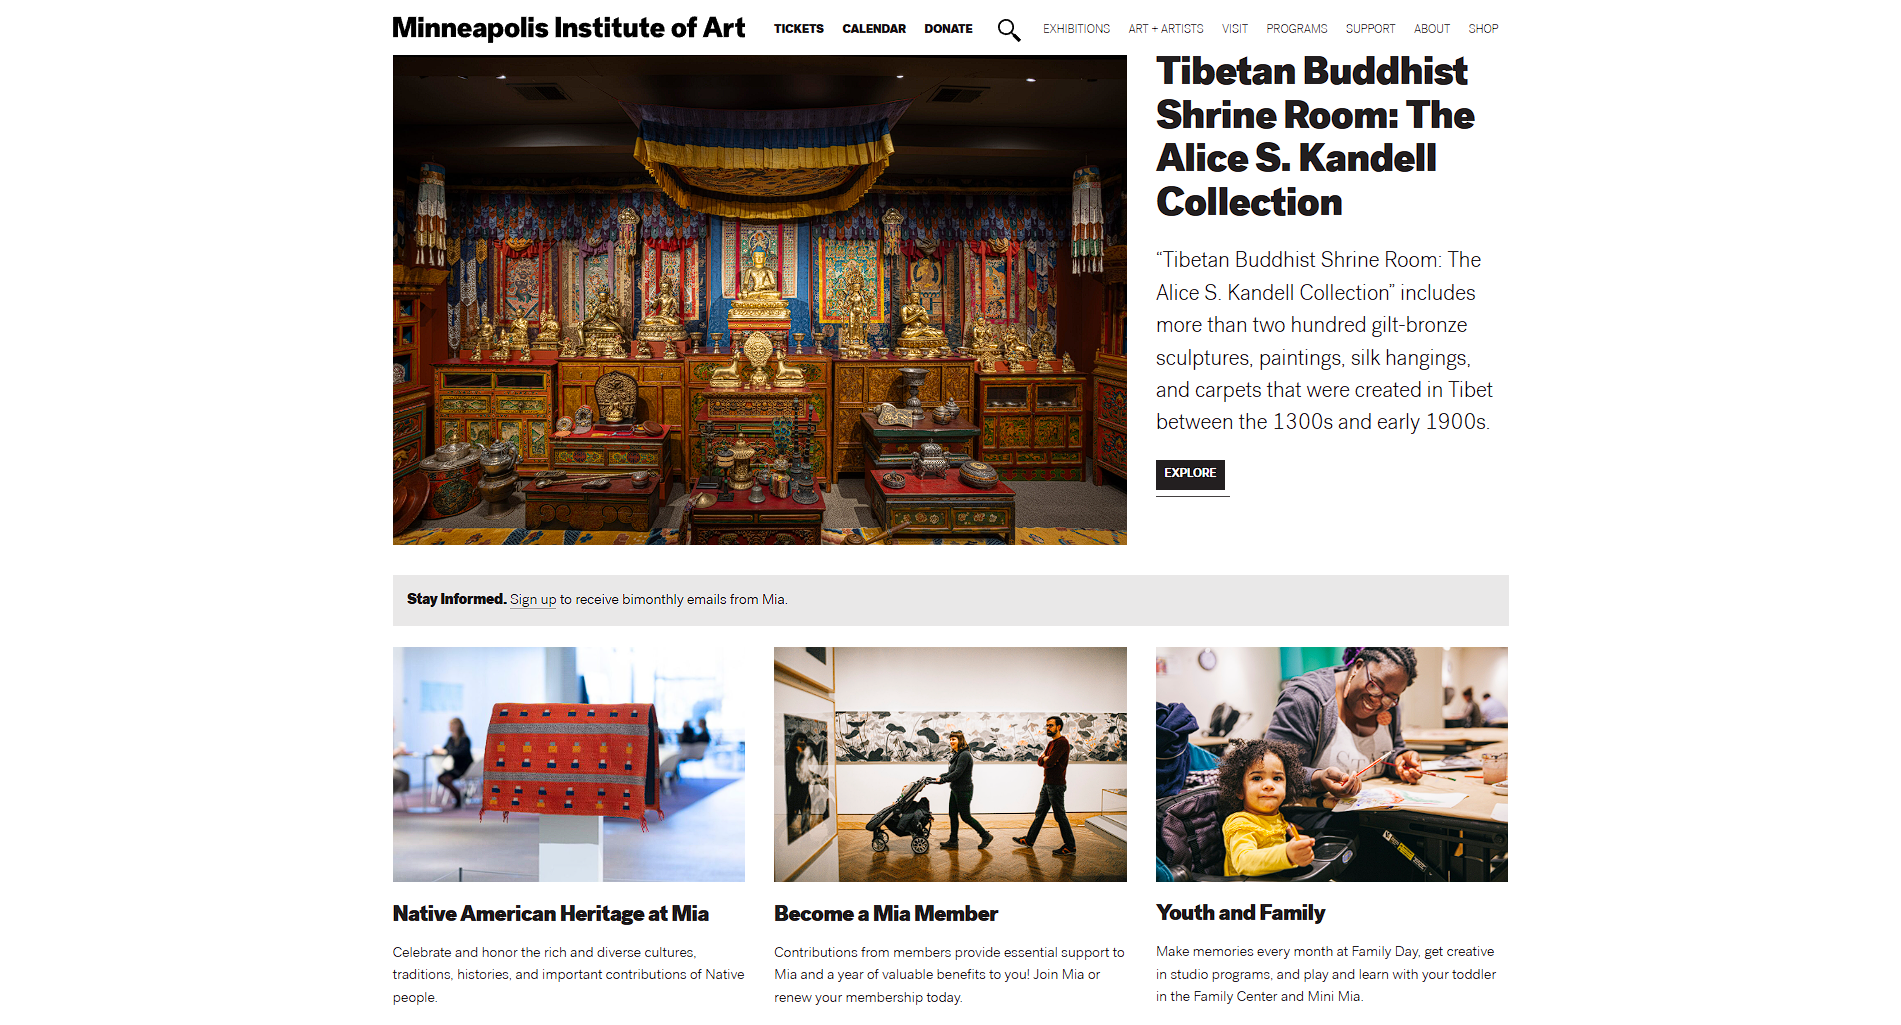 Minneapolis Institute of Art
TICKETS CALENDAR DONATE EXHIBITIONS ART + ARTISTS VISIT PROGRAMS SUPPORT ABOUT SHOP
Tibetan Buddhist
Shrine Room: The
Alice S. Kandell
Collection
“Tibetan Buddhist Shrine Room: The
Alice S. Kandell Collection” includes
more than two hundred gilt-bronze
sculptures, paintings, silk hangings,
and carpets that were created in Tibet
between the 1300s and early 1900s.
EXPLORE
Stay Informed. Sign up to receive bimonthly emails from Mia.
Native American Heritage at Mia
Celebrate and honor the rich and diverse cultures,
traditions, histories, and important contributions of Native
people.
Become a Mia Member
Contributions from members provide essential support to
Mia and a year of valuable benefits to you! Join Mia or
renew your membership today.
Youth and Family
Make memories every month at Family Day, get creative
in studio programs, and play and learn with your toddler
in the Family Center and Mini Mia.